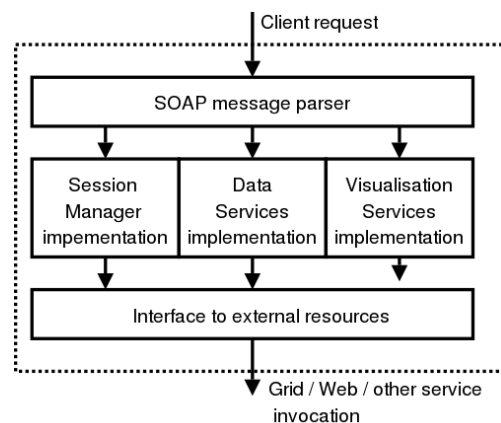 Client request
SOAP message parser
Session
Manager
impementation
Data
Services
implementation
Visualisation
Services
implementation
Interface to external resources
Grid / Web / other service
invocation